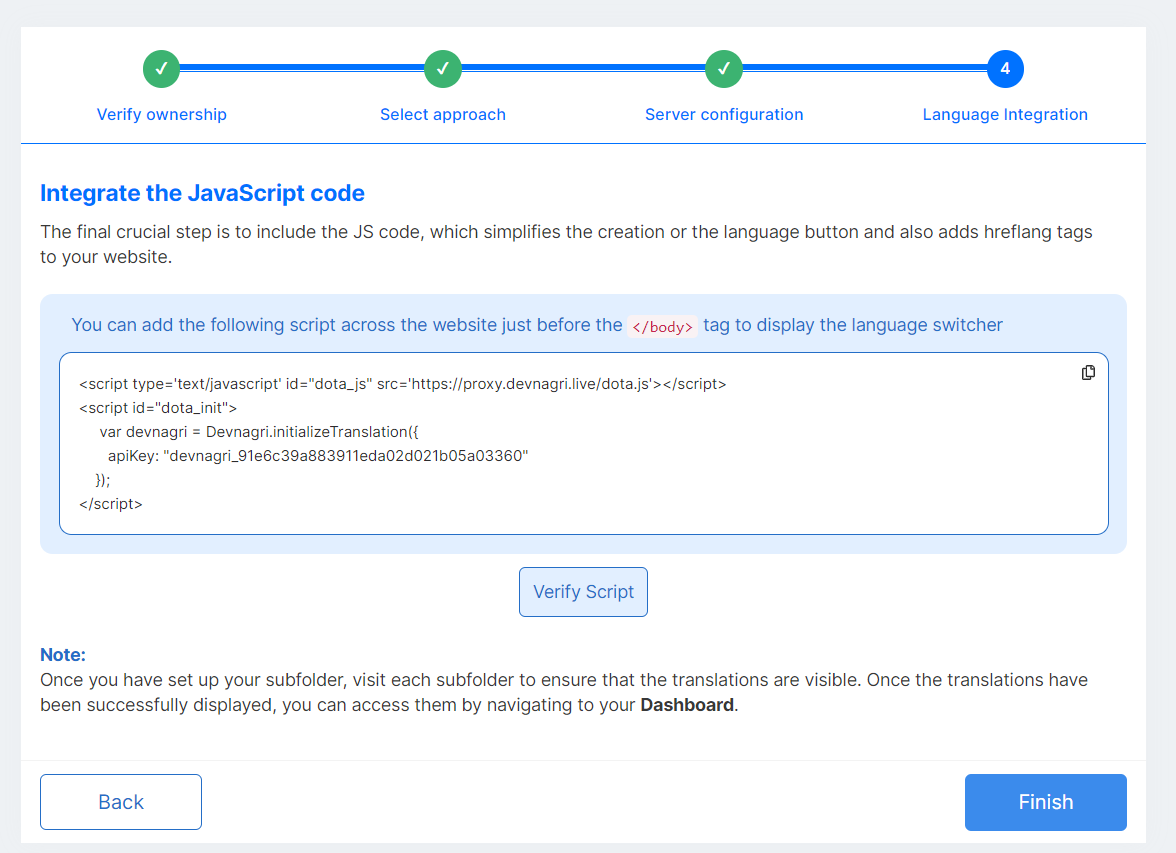 ✓ ✓ ✓ 4
Verify ownership Select approach Server configuration Language Integration
Integrate the JavaScript code
The final crucial step is to include the JS code, which simplifies the creation or the language button and also adds hreflang tags
to your website.
You can add the following script across the website just before the </body> tag to display the language switcher
<script type='text/javascript' id="dota_js" src='https://proxy.devnagri.live/dota.js'></script>
<script id="dota_init">
var devnagri = Devnagri.initializeTranslation({
apiKey: "devnagri_91e6c39a883911eda02d021b05a03360"
});
</script>
Verify Script
Note:
Once you have set up your subfolder, visit each subfolder to ensure that the translations are visible. Once the translations have
been successfully displayed, you can access them by navigating to your Dashboard.
Back Finish